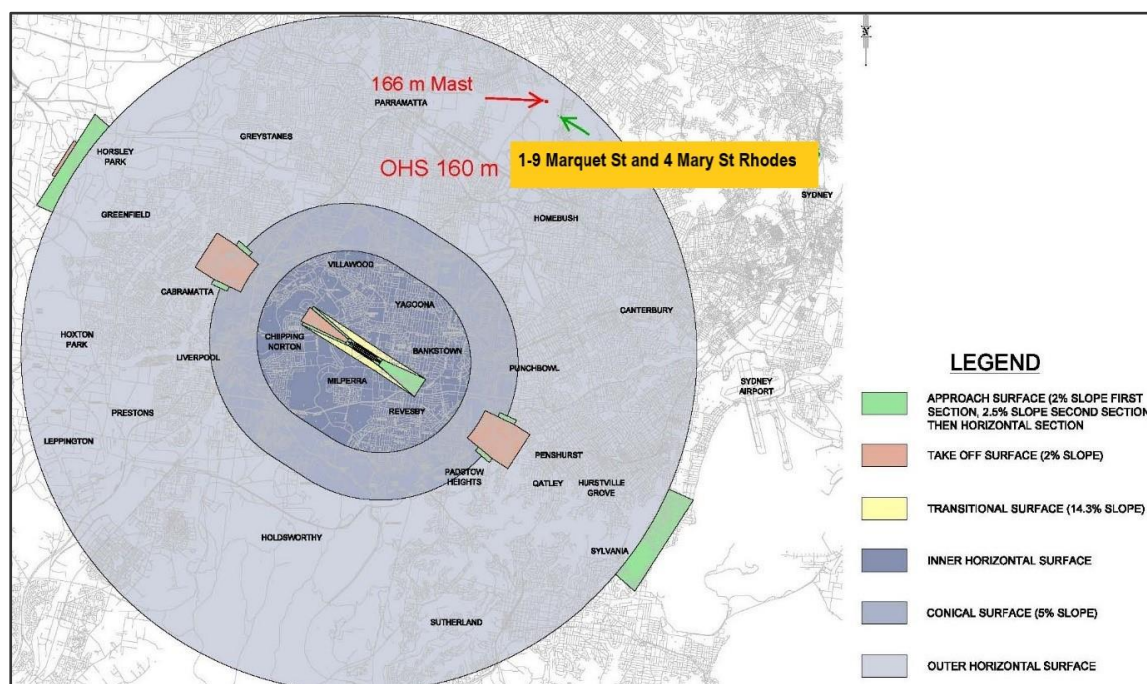 166 m Mast
PARRAMATTA
GREYSTANES
HORSLEY
PARK
OHS 160 m
1-9 Marquet St and 4 Mary St Rhodes
SYDNEY
GREENFIELD
HOMEBUSH
VILLAWOOD
CABRAMATTA
YAGOONA
CANTERBURY
HOXTON
PARK
CHIIPPING
NORTON
LIVERPOOL
BANKSTOWN
PUNCHBOWL
SYDNEY
AIRPORT
MILPERRA
PRESTONS
REVESBY
LEPPINGTON
PENSHURST
PADSTOW
HEIGHTS
OATLEY
HURSTVILLE
GROVE
HOLDSWORTHY
SYLVANIA
SUTHERLAND
LEGEND
APPROACH SURFACE (2% SLOPE FIRST
SECTION, 2.5% SLOPE SECOND SECTION
THEN HORIZONTAL SECTION
TAKE OFF SURFACE (2% SLOPE)
TRANSITIONAL SURFACE (14.3% SLOPE)
INNER HORIZONTAL SURFACE
CONICAL SURFACE (5% SLOPE)
OUTER HORIZONTAL SURFACE